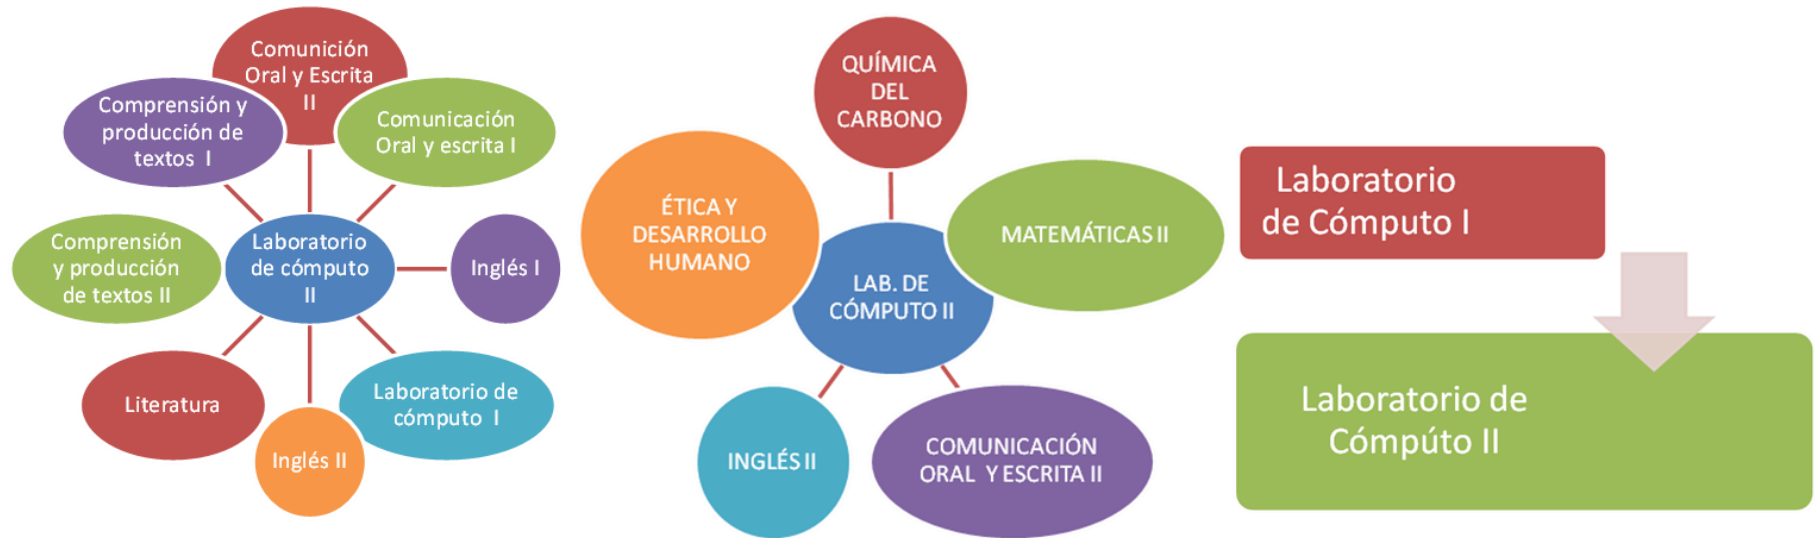 Comunición
Oral y Escrita
II
Comprensión y
producción de
textos I
Comunicación
Oral y escrita I
Comprensión
y producción
de textos II
Laboratorio
de cómputo
II
Inglés I
Literatura
Laboratorio de
cómputo I
Inglés II
QUÍMICA
DEL
CARBONO
ÉTICA Y
DESARROLLO
HUMANO
MATEMÁTICAS II
LAB. DE
CÓMPUTO II
INGLÉS II
COMUNICACIÓN
ORAL Y ESCRITA II
Laboratorio
de Cómputo I
Laboratorio de
Cómpúto II